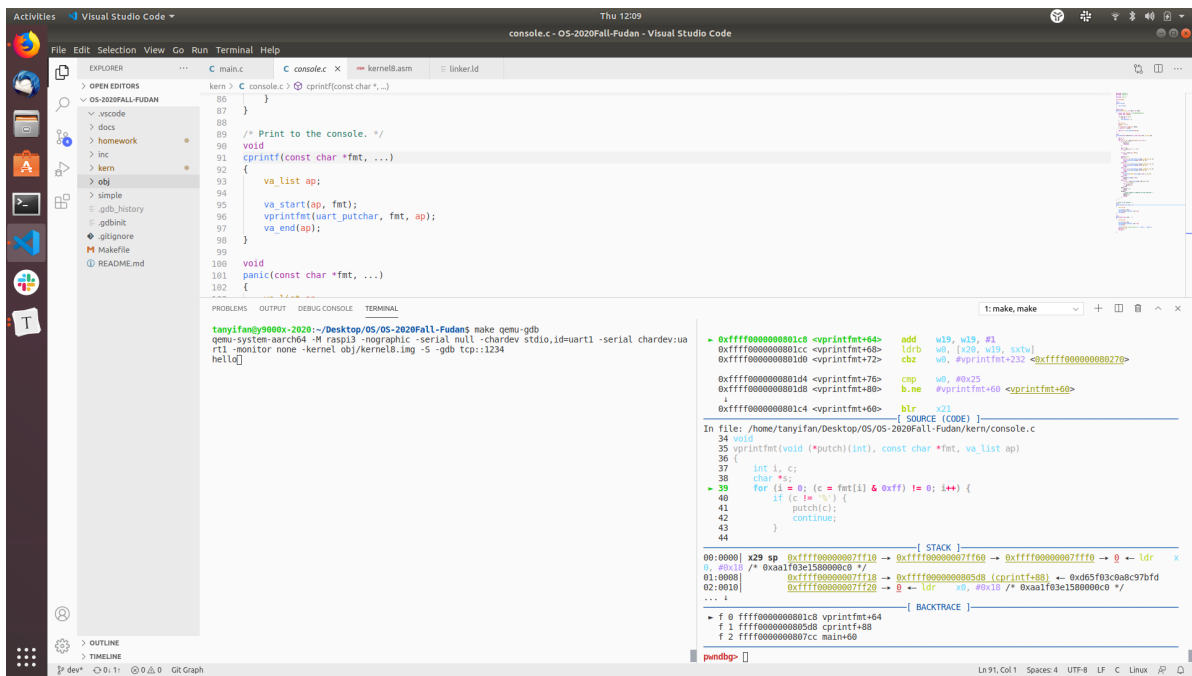 Activities Visual Studio Code ▾ Thu 12:09
console.c - OS-2020Fall-Fudan - Visual Studio Code
File Edit Selection View Go Run Terminal Help
EXPLORER ···
OPEN EDITORS
OS-2020FALL-FUDAN
.vscode
docs
homework
inc
kern
obj
simple
.gdb_history
.gdbinit
.gitignore
Makefile
README.md
OUTLINE
TIMELINE
main.c console.c kernel8.asm linker.ld
kern > C console.c > cprintf(const char *, ...)
86 }
87 }
88
89 /* Print to the console. */
90 void
91 cprintf(const char *fmt, ...)
92 {
93 va_list ap;
94
95 va_start(ap, fmt);
96 vprintfmt(uart_putchar, fmt, ap);
97 va_end(ap);
98 }
99
100 void
101 panic(const char *fmt, ...)
102 {
PROBLEMS OUTPUT DEBUG CONSOLE TERMINAL 1: make, make
tanyifan@y9000x-2020:~/Desktop/OS/OS-2020Fall-Fudan$ make qemu-gdb
qemu-system-aarch64 -M raspi3 -nographic -serial null -chardev stdio,id=uart1 -serial chardev:ua
rt1 -monitor none -kernel obj/kernel8.img -S -gdb tcp::1234
hello
► 0xffff0000000801c8 <vprintfmt+64> add w19, w19, #1
0xffff0000000801cc <vprintfmt+68> ldrb w0, [x20, w19, sxtw]
0xffff0000000801d0 <vprintfmt+72> cbz w0, #vprintfmt+232 <0xffff000000080270>
0xffff0000000801d4 <vprintfmt+76> cmp w0, #0x25
0xffff0000000801d8 <vprintfmt+80> b.ne #vprintfmt+60 <vprintfmt+60>
↓
0xffff0000000801c4 <vprintfmt+60> blr x21
[ SOURCE (CODE) ]
In file: /home/tanyifan/Desktop/OS/OS-2020Fall-Fudan/kern/console.c
34 void
35 vprintfmt(void (*putch)(int), const char *fmt, va_list ap)
36 {
37 int i, c;
38 char *s;
► 39 for (i = 0; (c = fmt[i] & 0xff) != 0; i++) {
40 if (c != '%') {
41 putch(c);
42 continue;
43 }
44
[ STACK ]
00:0000| x29 sp 0xffff00000007ff10 → 0xffff00000007ff60 → 0xffff00000007fff0 → 0 ← ldr x
0, #0x18 /* 0xaa1f03e1580000c0 */
01:0008| 0xffff00000007ff18 → 0xffff0000000805d8 (cprintf+88) ← 0xd65f03c0a8c97bfd
02:0010| 0xffff00000007ff20 → 0 ← ldr x0, #0x18 /* 0xaa1f03e1580000c0 */
... ↓
[ BACKTRACE ]
► f 0 ffff0000000801c8 vprintfmt+64
f 1 ffff0000000805d8 cprintf+88
f 2 ffff0000000807cc main+60
pwndbg>
dev* 0↓ 1↑ 0 0 Git Graph Ln 91, Col 1 Spaces: 4 UTF-8 LF C Linux